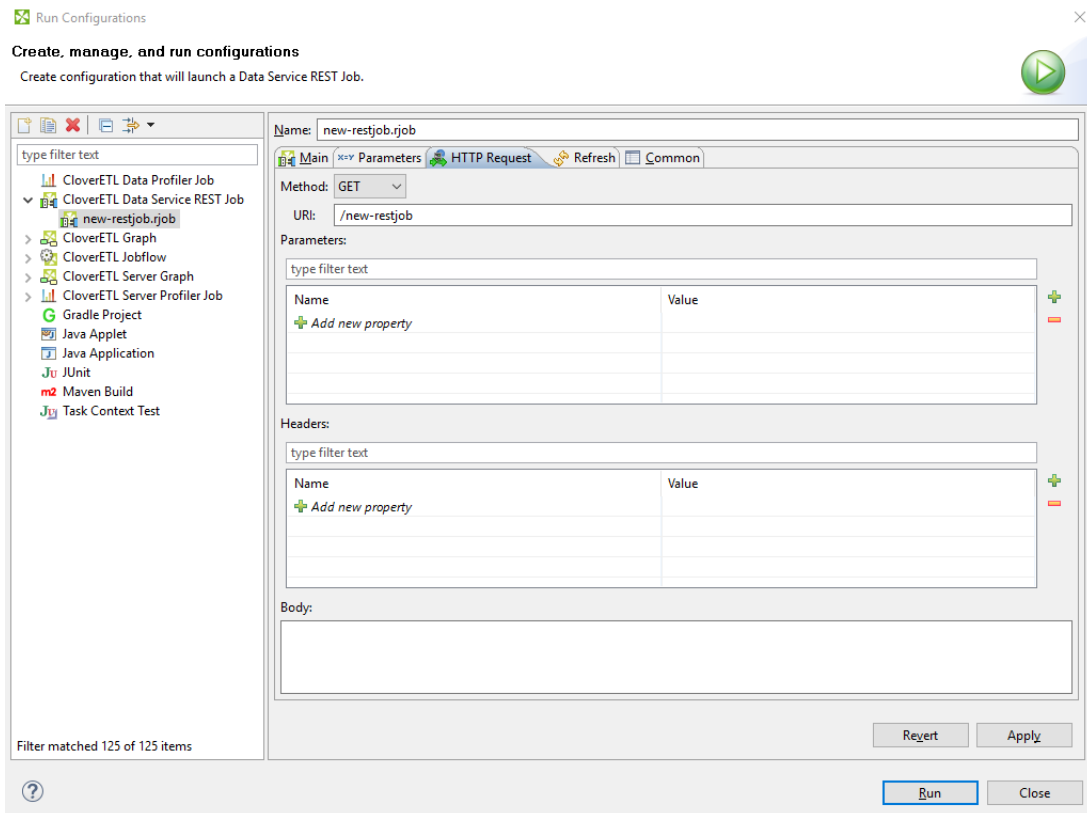 Run Configurations
Create, manage, and run configurations
Create configuration that will launch a Data Service REST Job.
type filter text
CloverETL Data Profiler Job
CloverETL Data Service REST Job
new-restjob.rjob
CloverETL Graph
CloverETL Jobflow
CloverETL Server Graph
CloverETL Server Profiler Job
Gradle Project
Java Applet
Java Application
JUnit
Maven Build
Task Context Test
Filter matched 125 of 125 items
Name: new-restjob.rjob
Main Parameters HTTP Request Refresh Common
Method: GET
URI: /new-restjob
Parameters:
type filter text
Name Value
Add new property
Headers:
type filter text
Name Value
Add new property
Body:
Revert Apply
Run Close